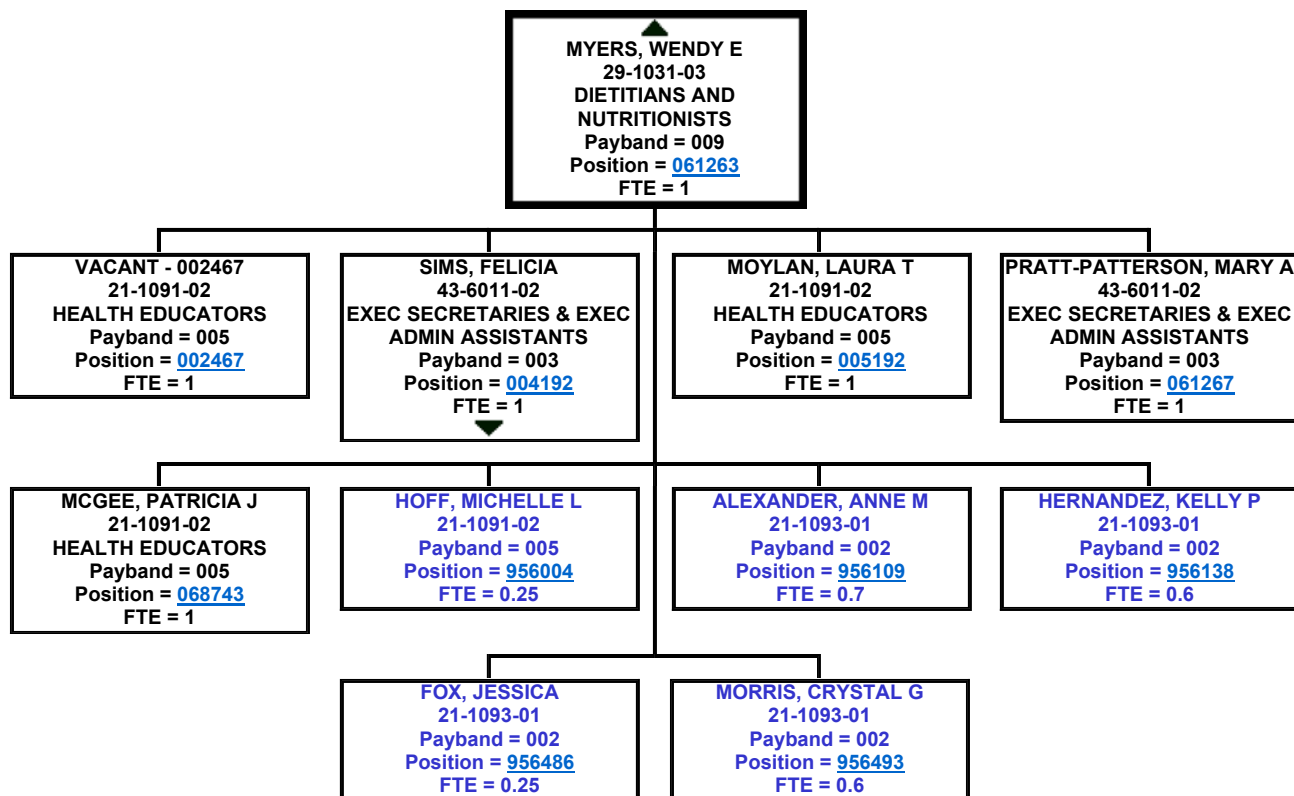 MYERS, WENDY E
29-1031-03
DIETITIANS AND
NUTRITIONISTS
Payband = 009
Position = 061263
FTE = 1
VACANT - 002467
21-1091-02
HEALTH EDUCATORS
Payband = 005
Position = 002467
FTE = 1
SIMS, FELICIA
43-6011-02
EXEC SECRETARIES & EXEC
ADMIN ASSISTANTS
Payband = 003
Position = 004192
FTE = 1
MOYLAN, LAURA T
21-1091-02
HEALTH EDUCATORS
Payband = 005
Position = 005192
FTE = 1
PRATT-PATTERSON, MARY A
43-6011-02
EXEC SECRETARIES & EXEC
ADMIN ASSISTANTS
Payband = 003
Position = 061267
FTE = 1
MCGEE, PATRICIA J
21-1091-02
HEALTH EDUCATORS
Payband = 005
Position = 068743
FTE = 1
HOFF, MICHELLE L
21-1091-02
Payband = 005
Position = 956004
FTE = 0.25
ALEXANDER, ANNE M
21-1093-01
Payband = 002
Position = 956109
FTE = 0.7
HERNANDEZ, KELLY P
21-1093-01
Payband = 002
Position = 956138
FTE = 0.6
FOX, JESSICA
21-1093-01
Payband = 002
Position = 956486
FTE = 0.25
MORRIS, CRYSTAL G
21-1093-01
Payband = 002
Position = 956493
FTE = 0.6